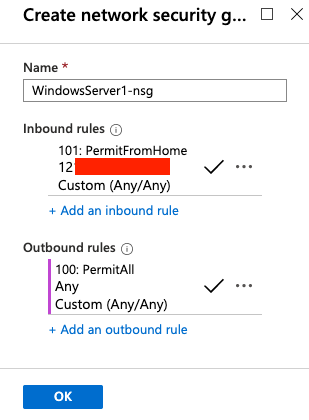 Create network security g...
Name *
WindowsServer1-nsg
Inbound rules
101: PermitFromHome
12
Custom (Any/Any)
+ Add an inbound rule
Outbound rules
100: PermitAll
Any
Custom (Any/Any)
+ Add an outbound rule
OK